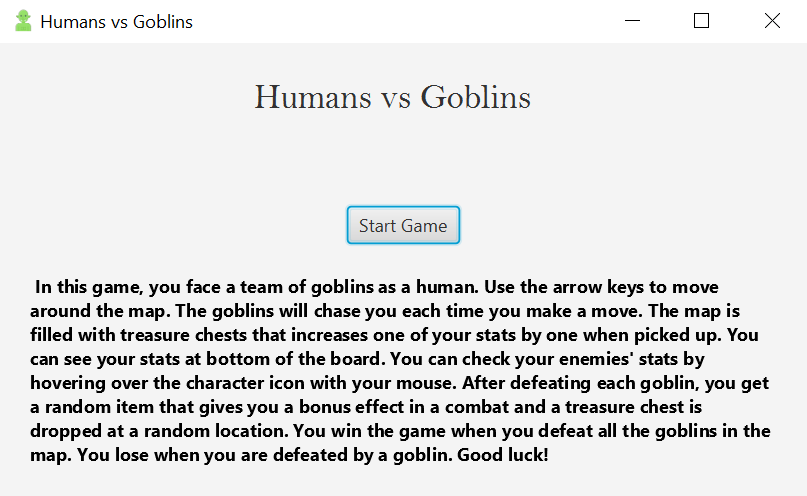 Humans vs Goblins
Humans vs Goblins
Start Game
In this game, you face a team of goblins as a human. Use the arrow keys to move
around the map. The goblins will chase you each time you make a move. The map is
filled with treasure chests that increases one of your stats by one when picked up. You
can see your stats at bottom of the board. You can check your enemies' stats by
hovering over the character icon with your mouse. After defeating each goblin, you get
a random item that gives you a bonus effect in a combat and a treasure chest is
dropped at a random location. You win the game when you defeat all the goblins in the
map. You lose when you are defeated by a goblin. Good luck!